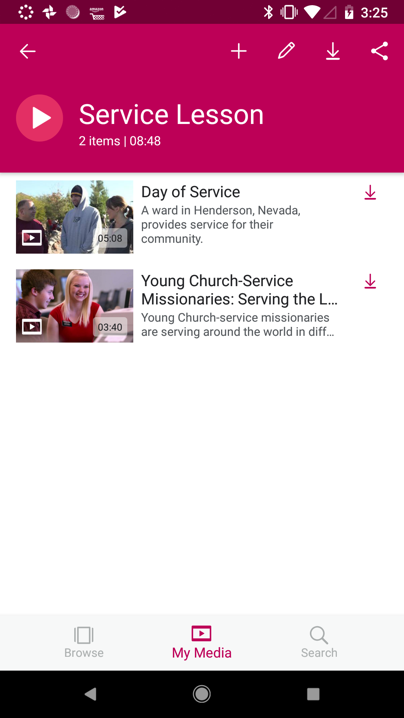 3:25
Service Lesson
2 items | 08:48
05:08
Day of Service
A ward in Henderson, Nevada,
provides service for their
community.
03:40
Young Church-Service
Missionaries: Serving the L...
Young Church-service missionaries
are serving around the world in diff...
Browse
My Media
Search